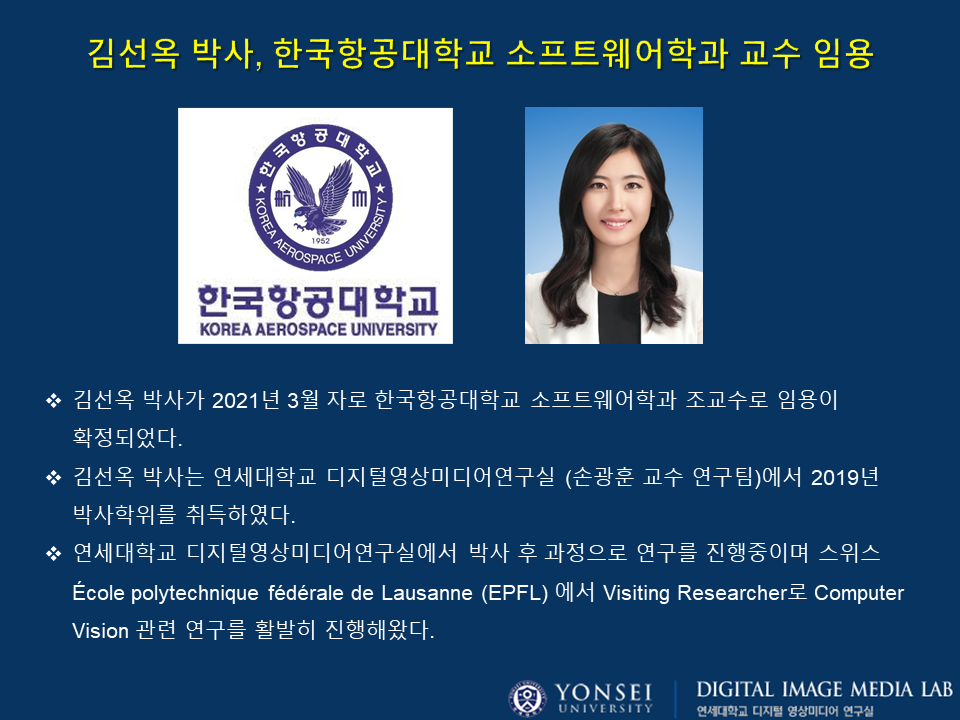 김선옥 박사, 한국항공대학교 소프트웨어학과 교수 임용
한국항공대학교
航大
1952
KOREA AEROSPACE UNIVERSITY
한국항공대학교
KOREA AEROSPACE UNIVERSITY
❖ 김선옥 박사가 2021년 3월 자로 한국항공대학교 소프트웨어학과 조교수로 임용이
확정되었다.
❖ 김선옥 박사는 연세대학교 디지털영상미디어연구실 (손광훈 교수 연구팀)에서 2019년
박사학위를 취득하였다.
❖ 연세대학교 디지털영상미디어연구실에서 박사 후 과정으로 연구를 진행중이며 스위스
École polytechnique fédérale de Lausanne (EPFL) 에서 Visiting Researcher로 Computer
Vision 관련 연구를 활발히 진행해왔다.
YONSEI
UNIVERSITY
DIGITAL IMAGE MEDIA LAB
연세대학교 디지털 영상미디어 연구실